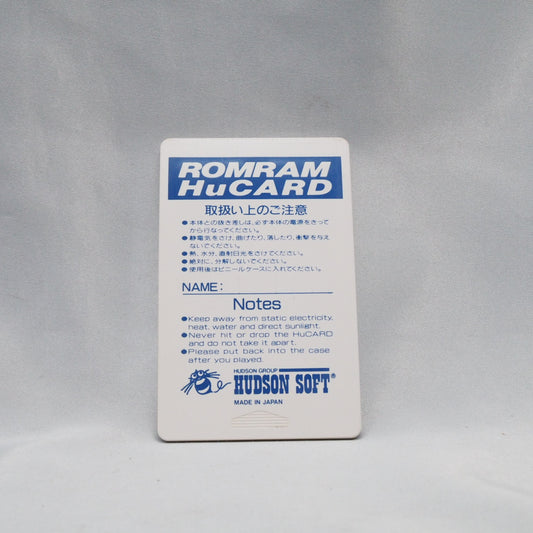 ROMRAM
HuCARD
取扱い上のご注意
●本体との抜き差しは、必ず本体の電源をきって
から行なってください。
●静電気をさけ、曲げたり、落したり、衝撃を与え
ないでください。
●熱、水分、直射日光をさけてください。
●絶対に、分解しないでください。
●使用後はビニールケースに入れてください。
NAME:
Notes
●Keep away from static electricity,
heat, water and direct sunlight.
●Never hit or drop the HuCARD
and do not take it apart.
●Please put back into the case
after you played.
HUDSON GROUP
HUDSON SOFT®
MADE IN JAPAN